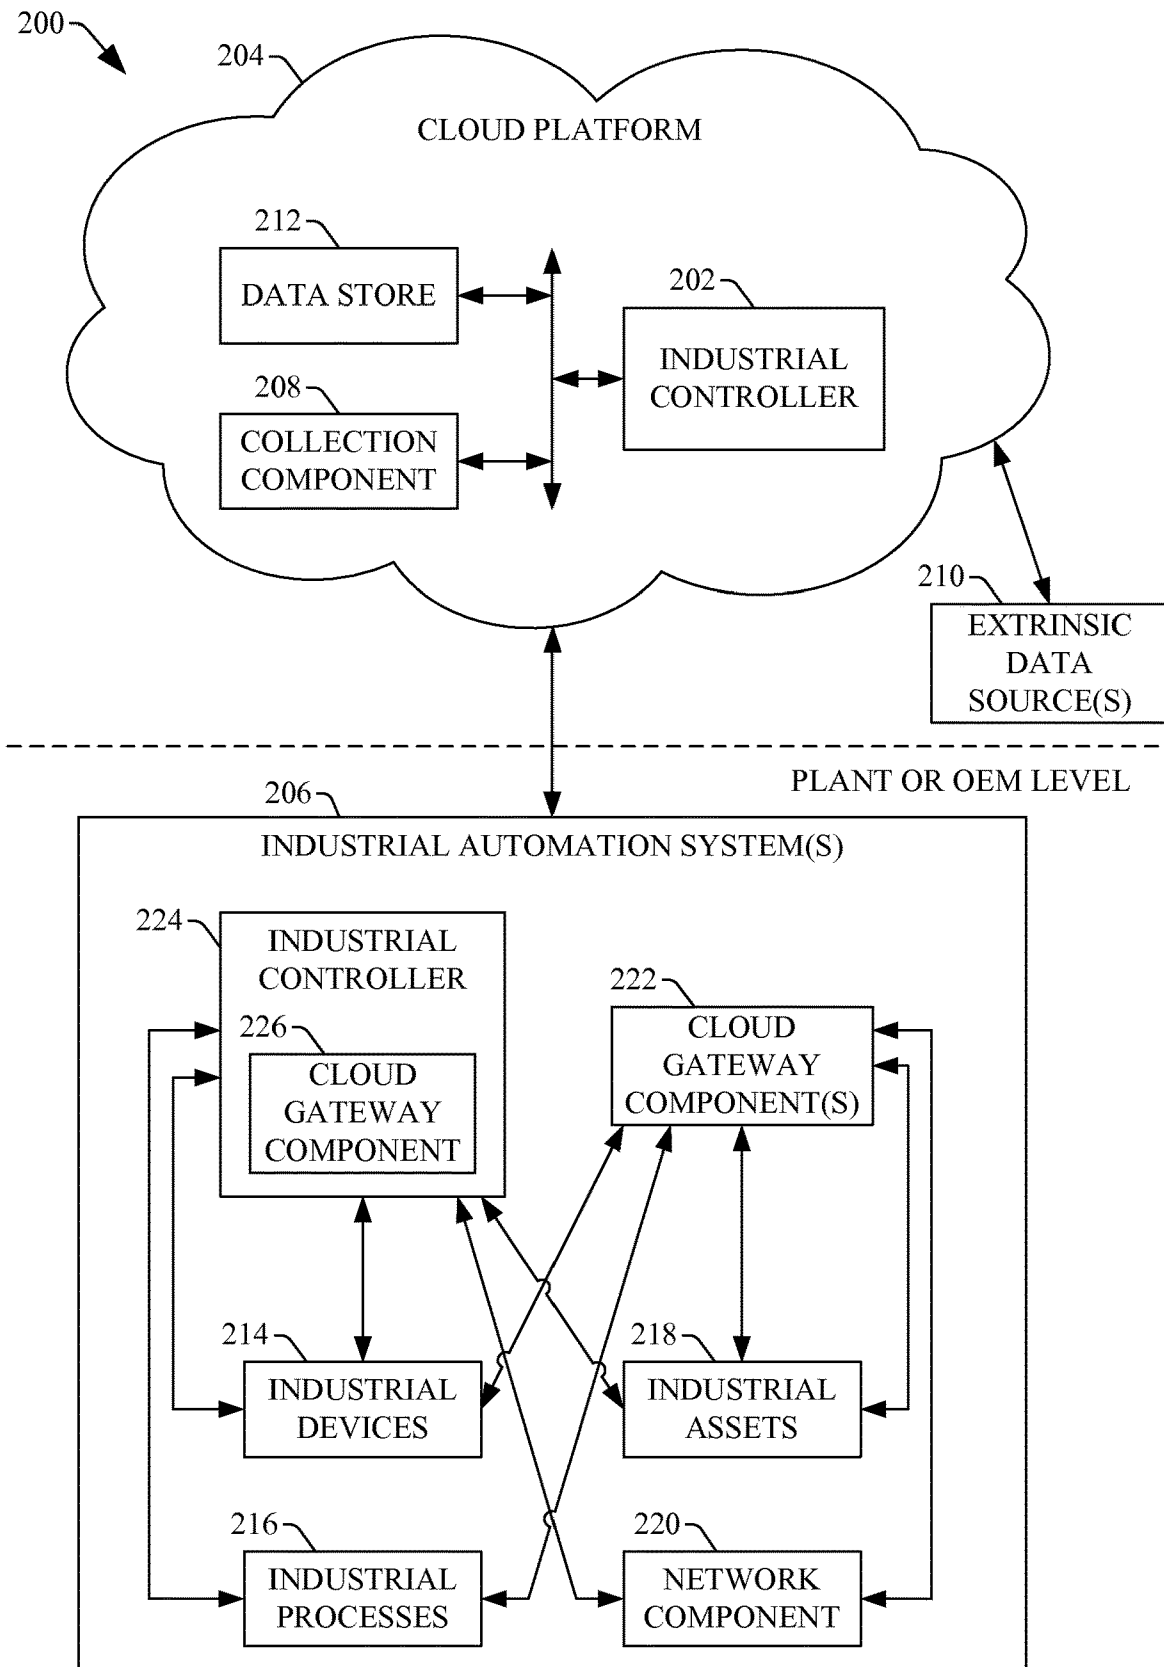 200
204
CLOUD PLATFORM
212
DATA STORE
202
INDUSTRIAL
CONTROLLER
208
COLLECTION
COMPONENT
210
EXTRINSIC
DATA
SOURCE(S)
PLANT OR OEM LEVEL
206
INDUSTRIAL AUTOMATION SYSTEM(S)
224
INDUSTRIAL
CONTROLLER
226
CLOUD
GATEWAY
COMPONENT
222
CLOUD
GATEWAY
COMPONENT(S)
214
INDUSTRIAL
DEVICES
218
INDUSTRIAL
ASSETS
216
INDUSTRIAL
PROCESSES
220
NETWORK
COMPONENT